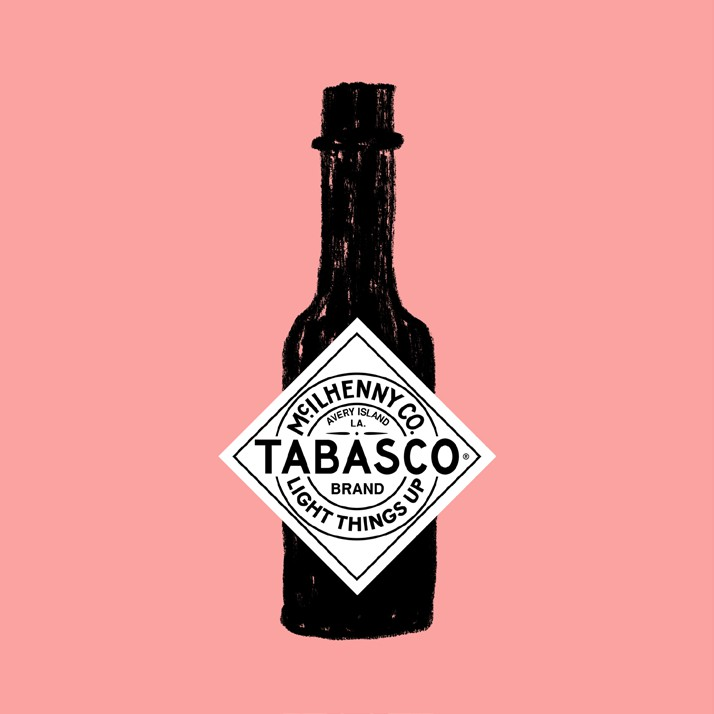 McILHENNY CO.
AVERY ISLAND
LA.
TABASCO®
BRAND
LIGHT THINGS UP